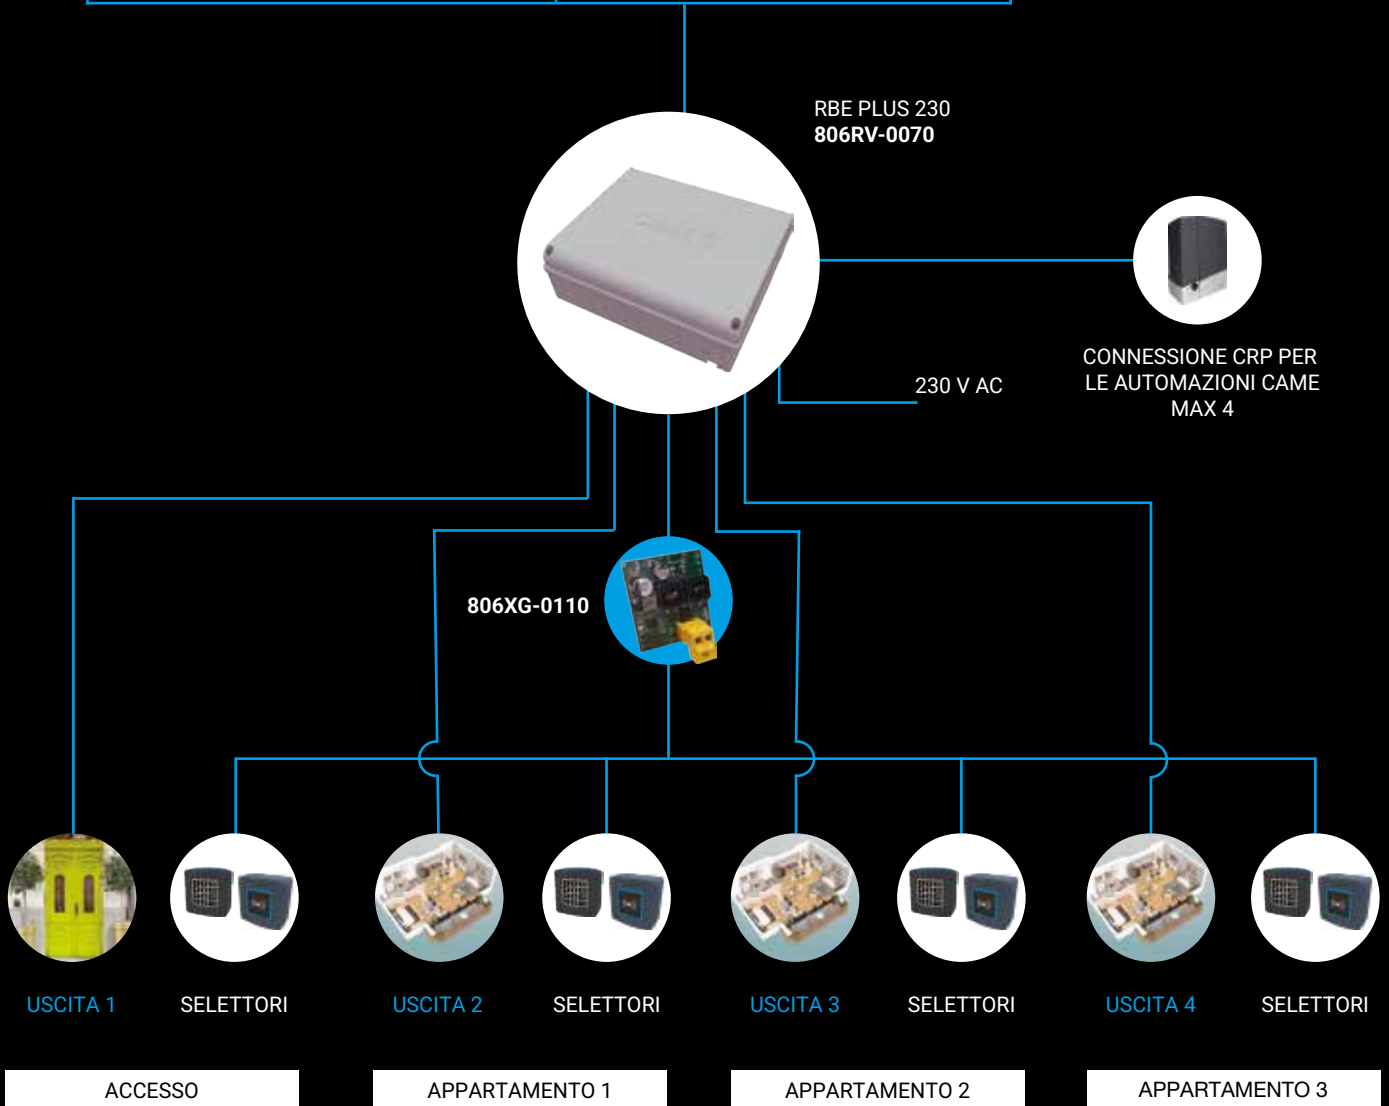 RBE PLUS 230
806RV-0070
CONNESSIONE CRP PER
LE AUTOMAZIONI CAME
MAX 4
230 V AC
806XG-0110
USCITA 1
SELETTORI
USCITA 2
SELETTORI
USCITA 3
SELETTORI
USCITA 4
SELETTORI
ACCESSO
APPARTAMENTO 1
APPARTAMENTO 2
APPARTAMENTO 3